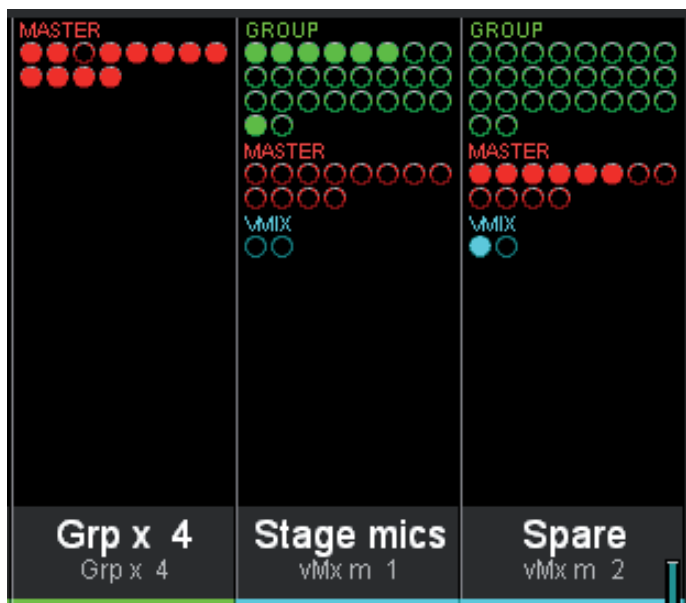 MASTER
GROUP
MASTER
VMIX
GROUP
MASTER
VMIX
Grp x 4
Grp x 4
Stage mics
vMx m 1
Spare
vMx m 2